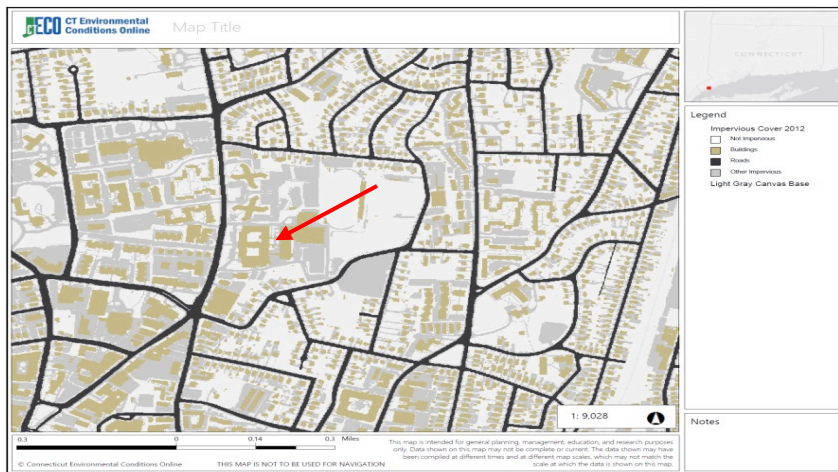 CT ECO CT Environmental
Conditions Online
Map Title
CONNECTICUT
Legend
Impervious Cover 2012
Not Impervious
Buildings
Roads
Other Impervious
Light Gray Canvas Base
1: 9,028
Notes
0.3 0 0.14 0.3 Miles
This map is intended for general planning, management, education, and research purposes
only. Data shown on this map may not be complete or current. The data shown may have
been compiled at different times and at different map scales, which may not match the
scale at which the data is shown on this map.
© Connecticut Environmental Conditions Online THIS MAP IS NOT TO BE USED FOR NAVIGATION